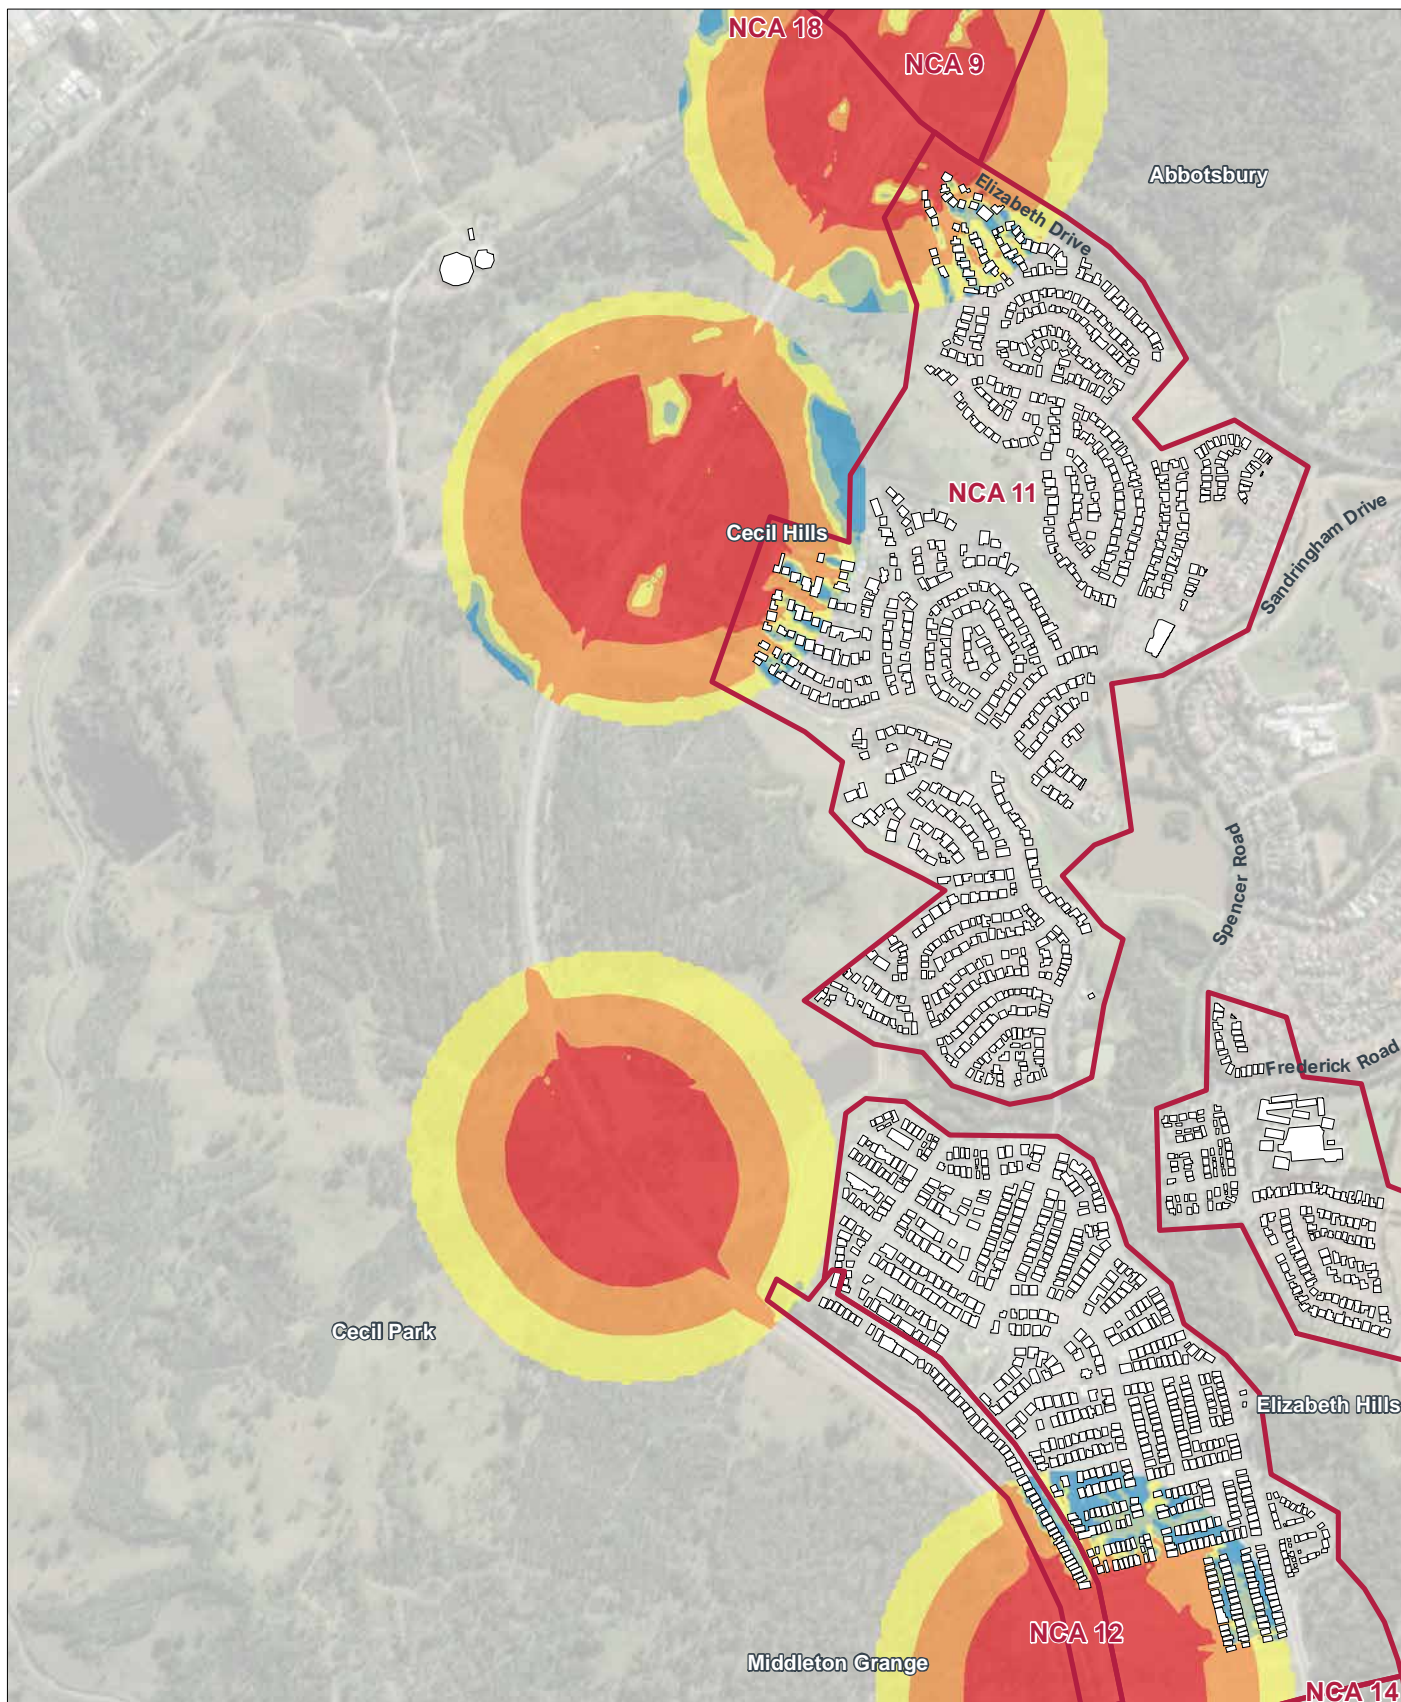 NCA 18
NCA 9
Abbotsbury
Elizabeth Drive
NCA 11
Cecil Hills
Sandringham Drive
Spencer Road
Frederick Road
Cecil Park
Elizabeth Hills
NCA 12
Middleton Grange
NCA 14